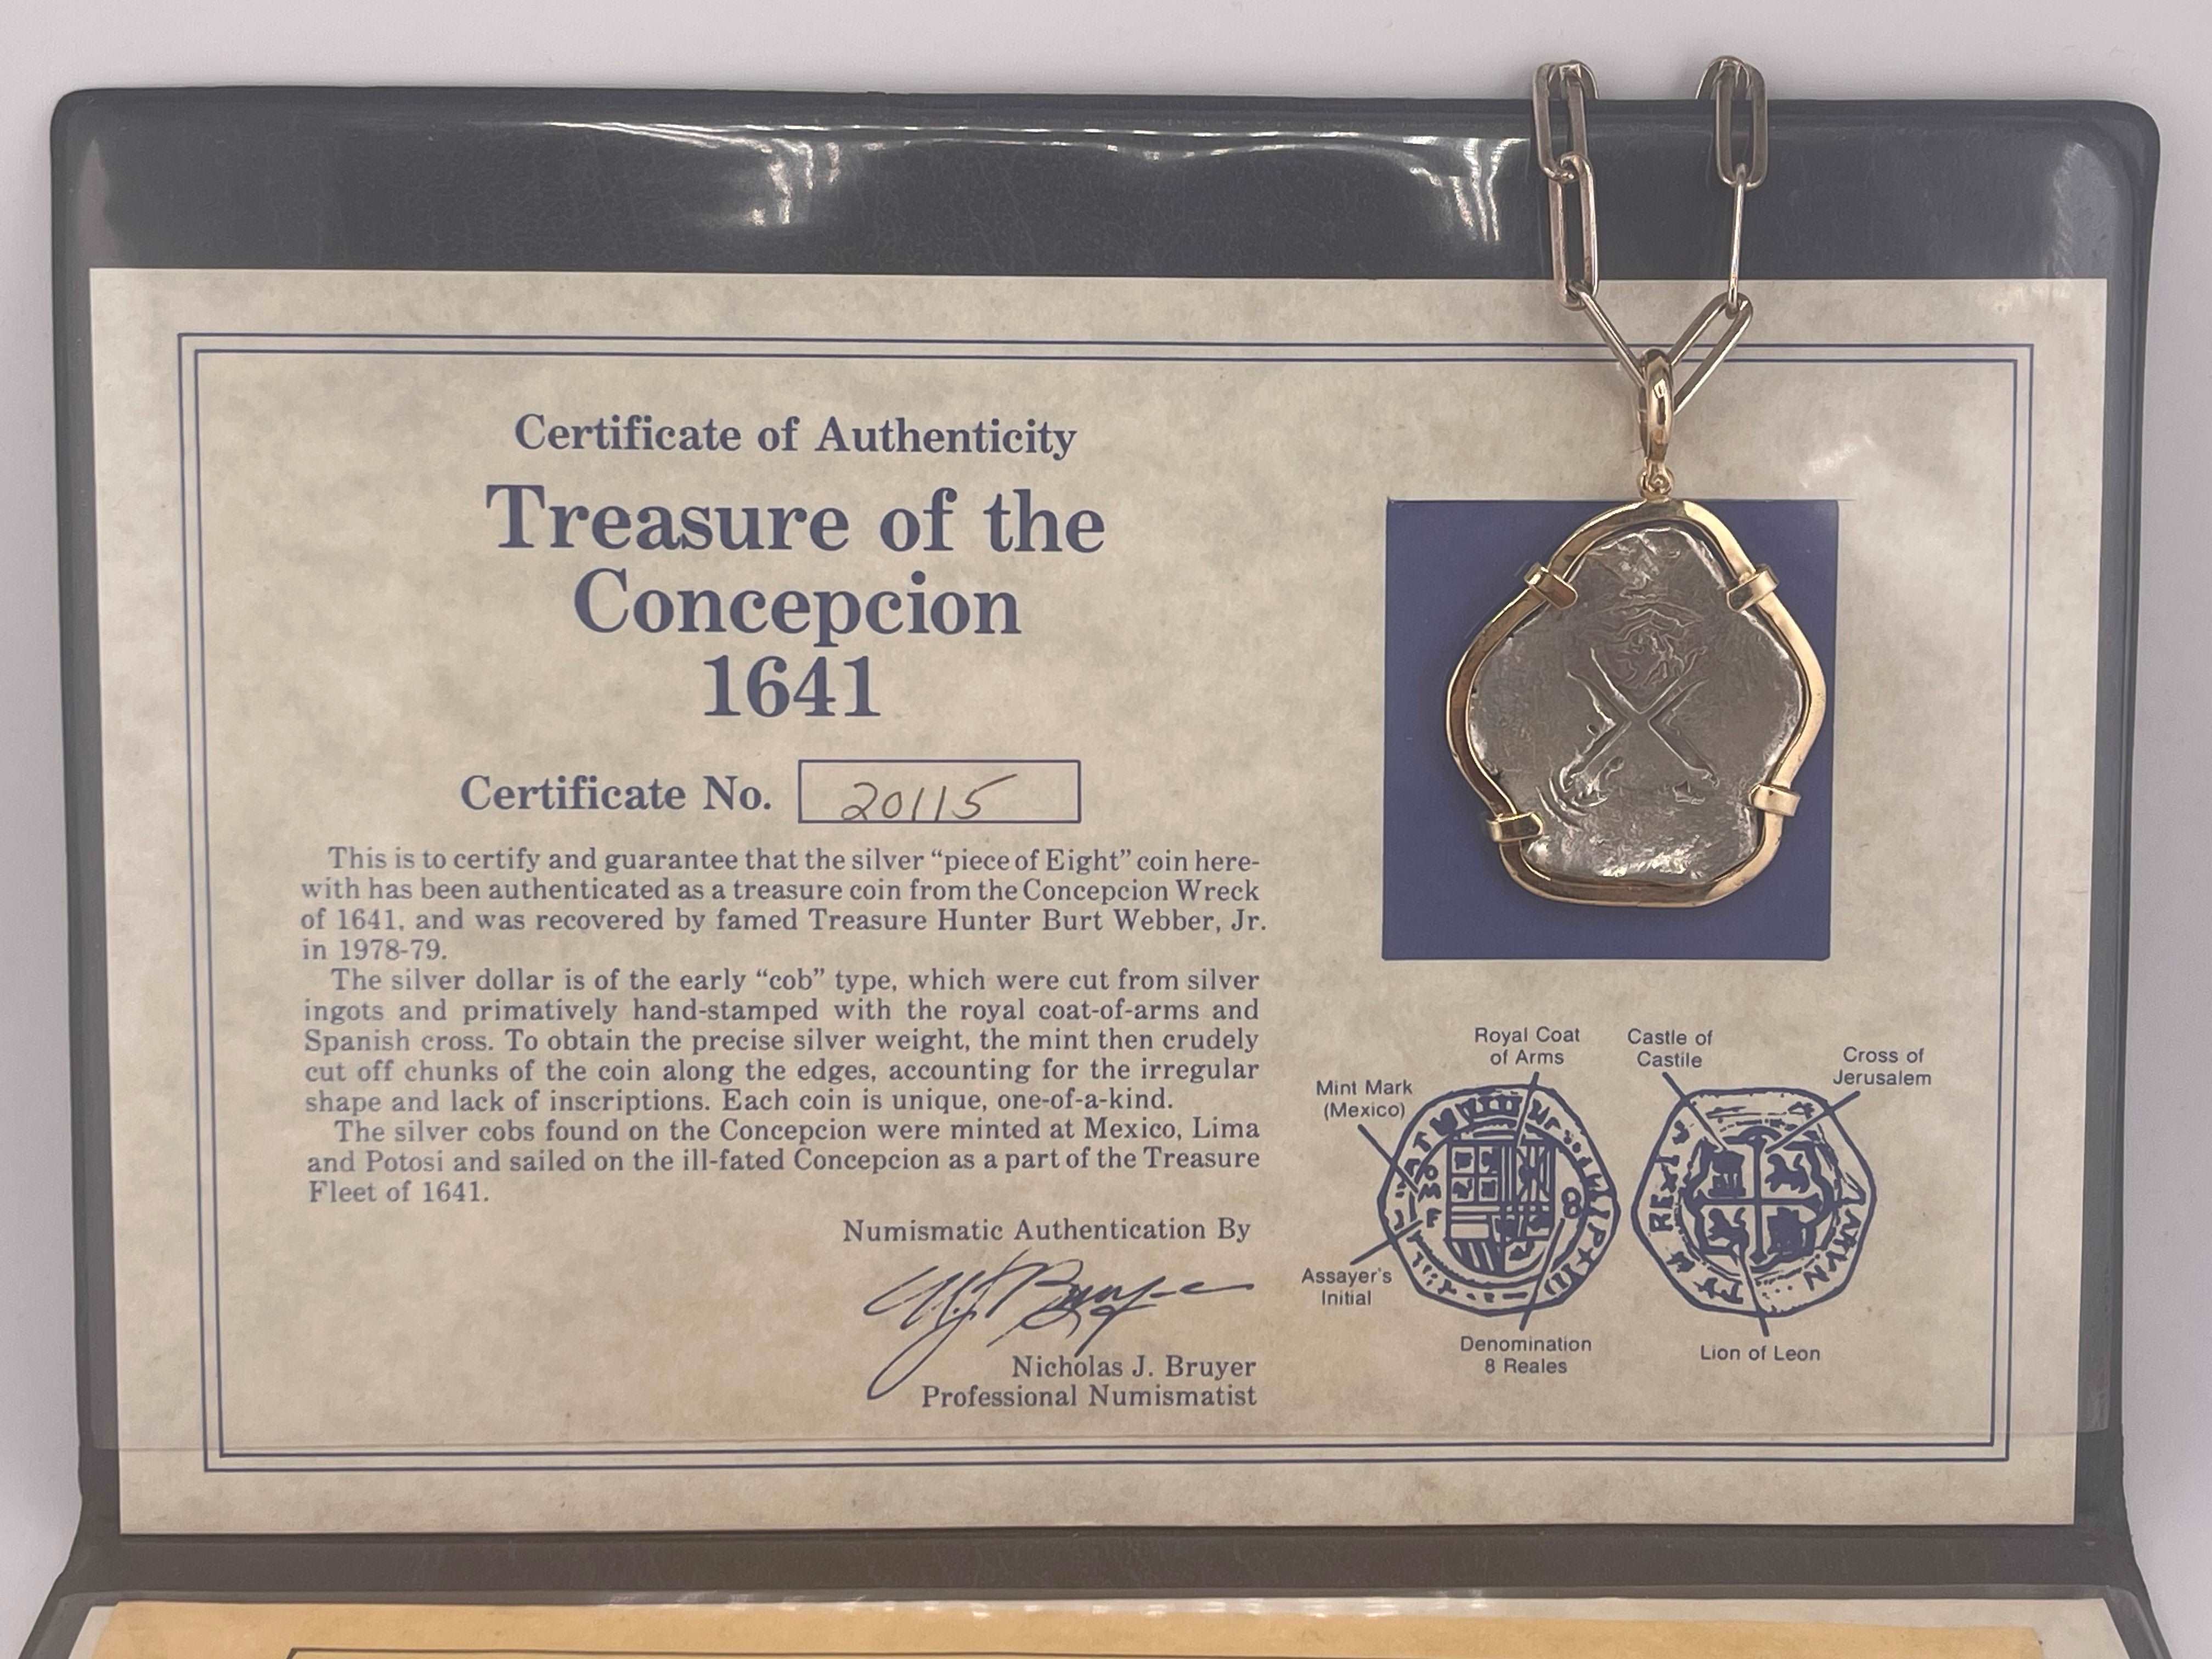 Certificate of Authenticity
Treasure of the
Concepcion
1641
Certificate No. 20115
This is to certify and guarantee that the silver “piece of Eight” coin here-
with has been authenticated as a treasure coin from the Concepcion Wreck
of 1641, and was recovered by famed Treasure Hunter Burt Webber, Jr.
in 1978-79.
The silver dollar is of the early “cob” type, which were cut from silver
ingots and primatively hand-stamped with the royal coat-of-arms and
Spanish cross. To obtain the precise silver weight, the mint then crudely
cut off chunks of the coin along the edges, accounting for the irregular
shape and lack of inscriptions. Each coin is unique, one-of-a-kind.
The silver cobs found on the Concepcion were minted at Mexico, Lima
and Potosi and sailed on the ill-fated Concepcion as a part of the Treasure
Fleet of 1641.
Numismatic Authentication By
Nicholas J. Bruyer
Professional Numismatist
Royal Coat
of Arms
Castle of
Castile
Cross of
Jerusalem
Mint Mark
(Mexico)
Assayer's
Initial
Denomination
8 Reales
Lion of Leon